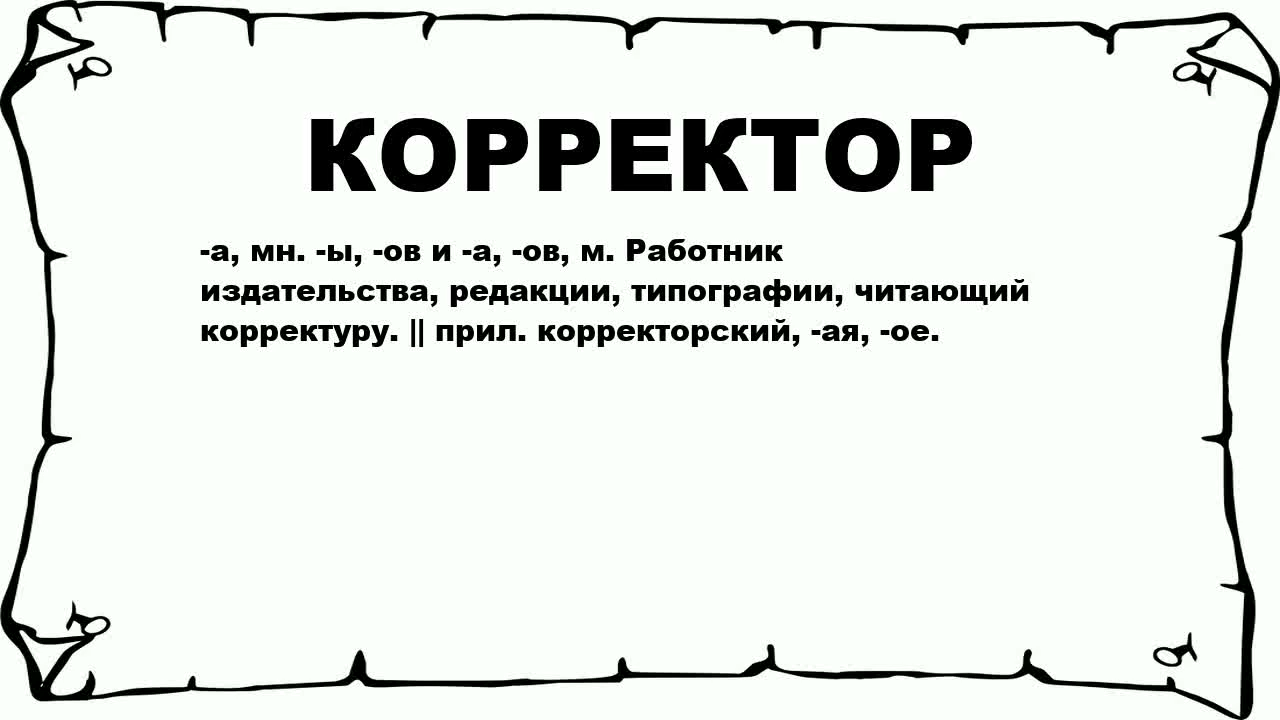 КОРРЕКТОР
-а, мн. -ы, -ов и -а, -ов, м. Работник
издательства, редакции, типографии, читающий
корректуру. || прил. корректорский, -ая, -ое.